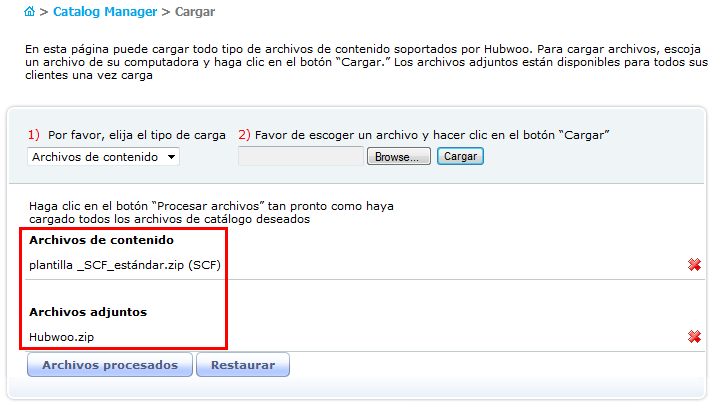 > Catalog Manager > Cargar
En esta página puede cargar todo tipo de archivos de contenido soportados por Hubwoo. Para cargar archivos, escoja
un archivo de su computadora y haga clic en el botón “Cargar.” Los archivos adjuntos están disponibles para todos sus
clientes una vez carga
1) Por favor, elija el tipo de carga 2) Favor de escoger un archivo y hacer clic en el botón “Cargar”
Archivos de contenido Browse... Cargar
Haga clic en el botón “Procesar archivos” tan pronto como haya
cargado todos los archivos de catálogo deseados
Archivos de contenido
plantilla _SCF_estándar.zip (SCF)
Archivos adjuntos
Hubwoo.zip
Archivos procesados Restaurar